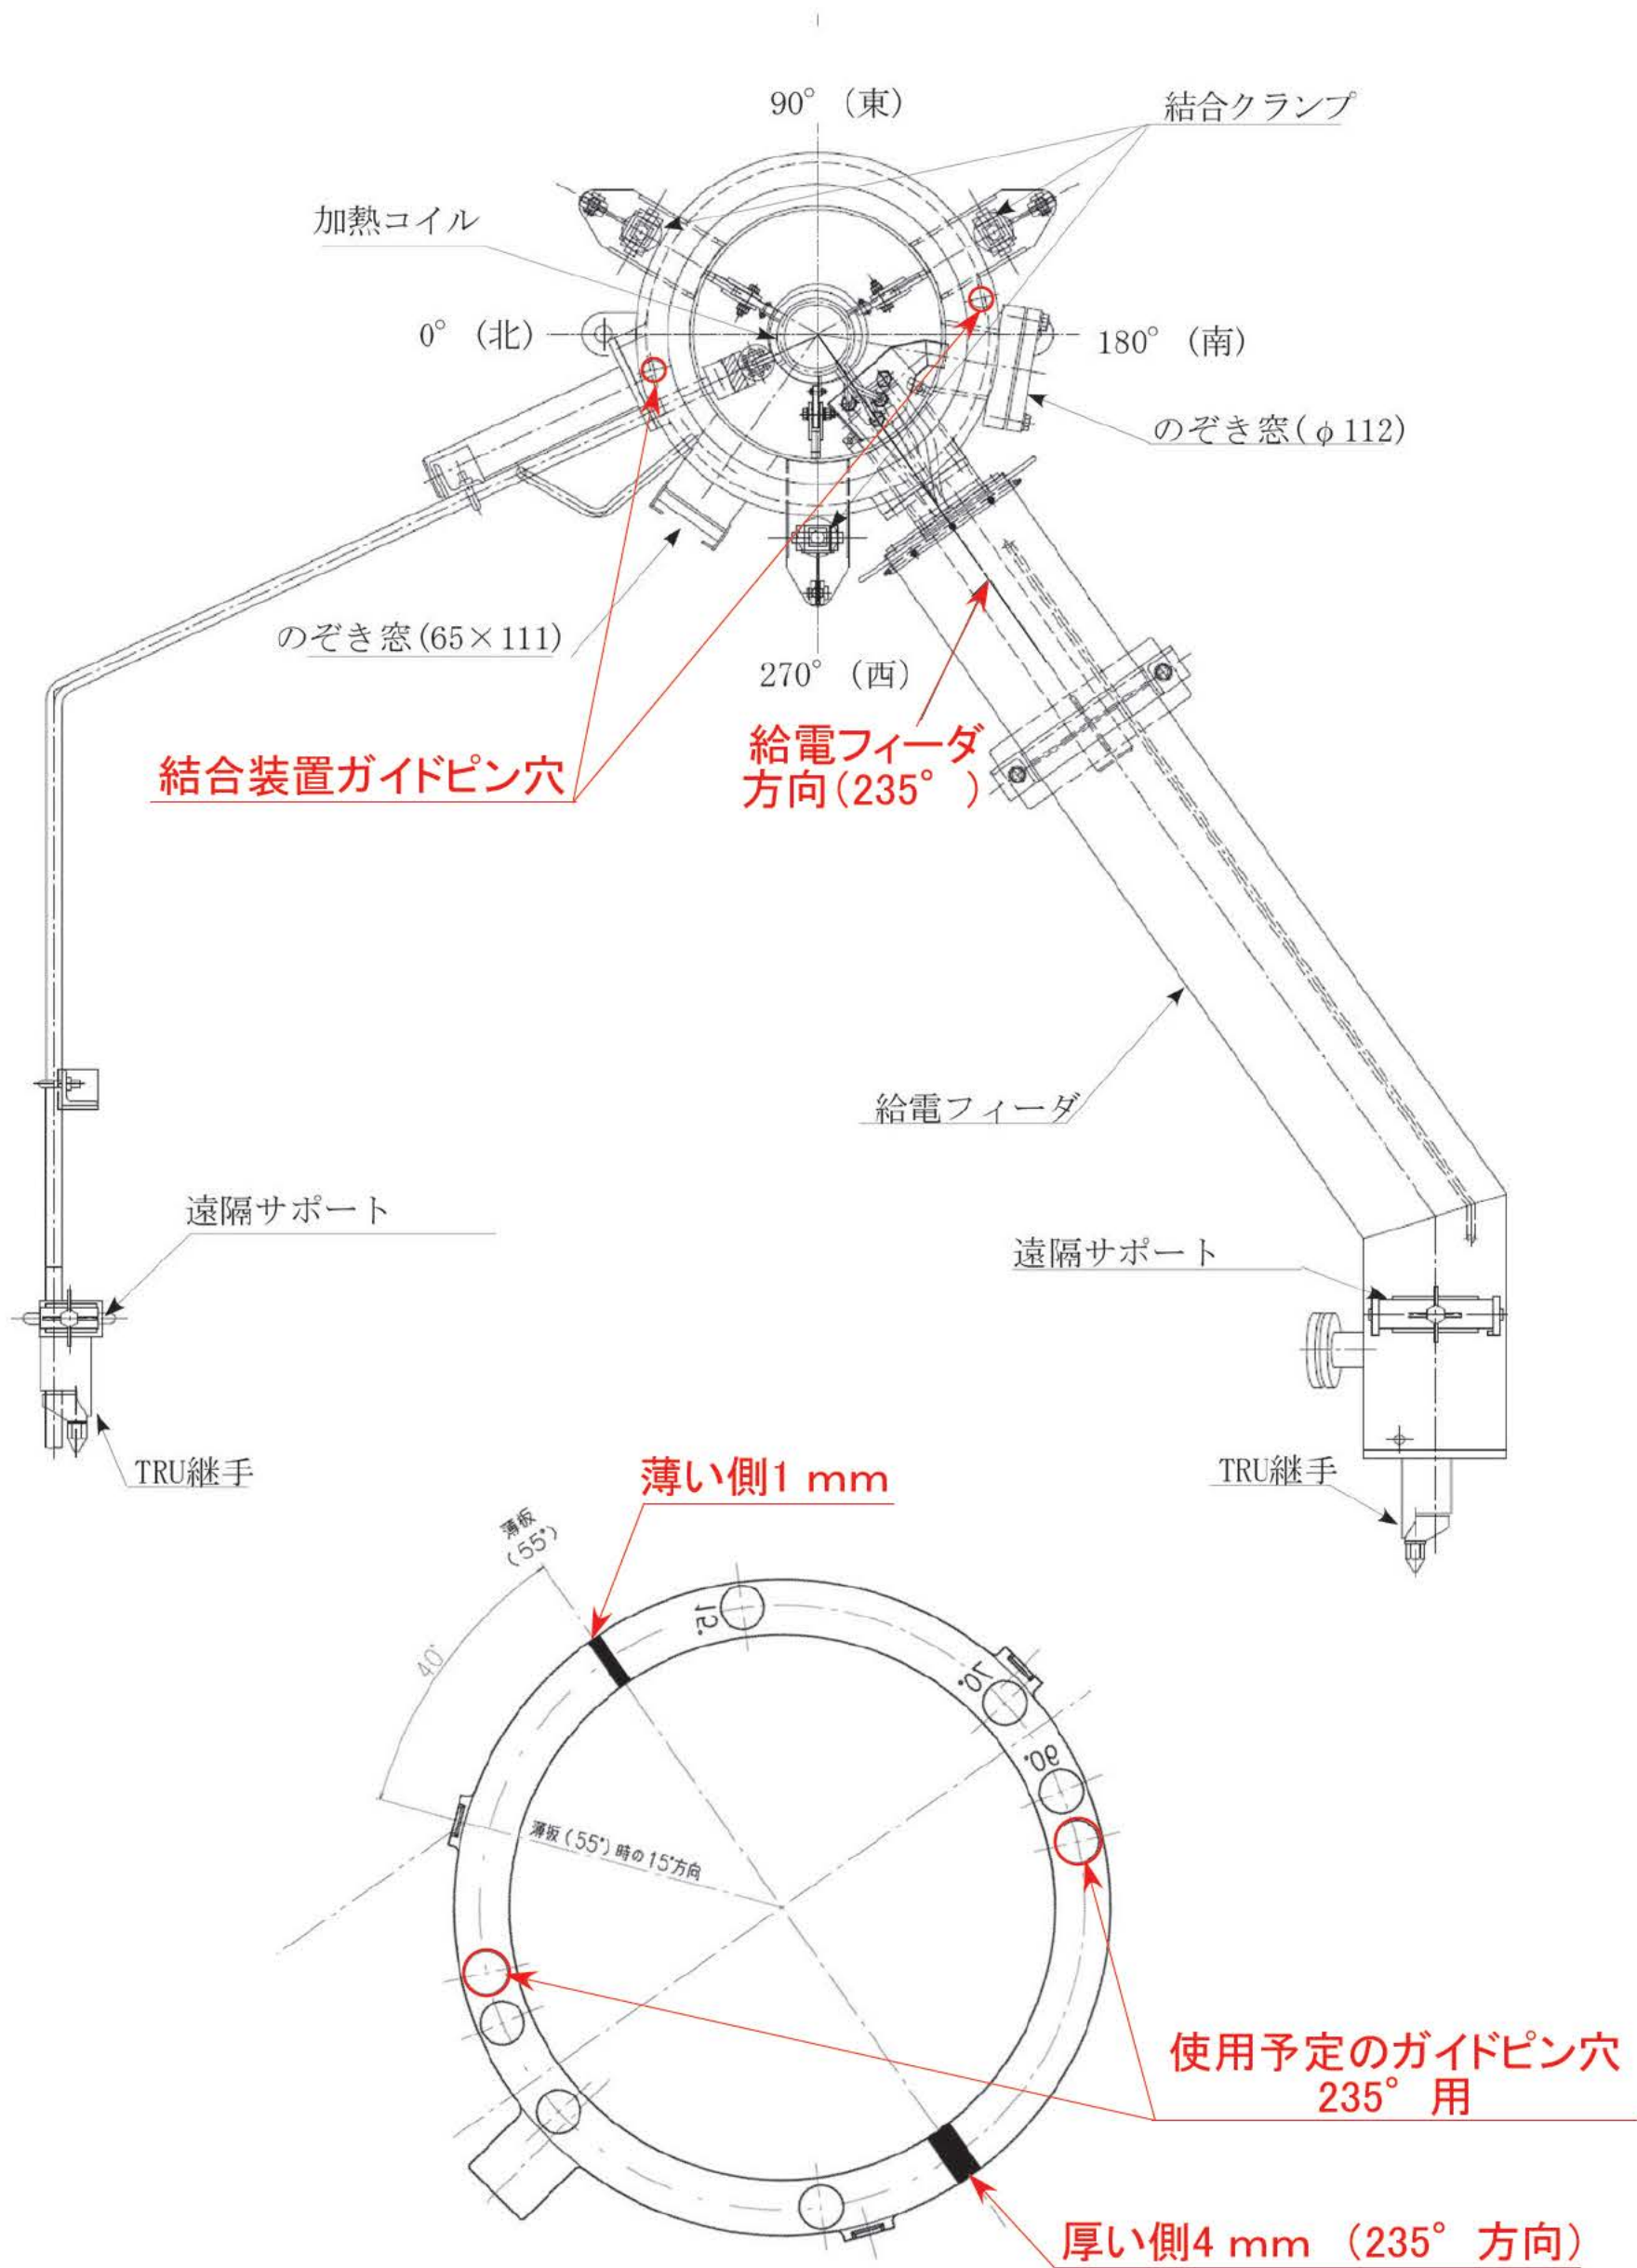 90° （東）
結合クランプ
加熱コイル
0° （北）
180° （南）
のぞき窓(φ112)
のぞき窓(65×111)
270° （西）
給電フィーダ
方向(235° )
結合装置ガイドピン穴
給電フィーダ
遠隔サポート
遠隔サポート
TRU継手
TRU継手
薄い側1 mm
薄板
(55°)
15°
40°
70°
90°
薄板(55°)時の15°方向
使用予定のガイドピン穴
235° 用
厚い側4 mm （235° 方向）